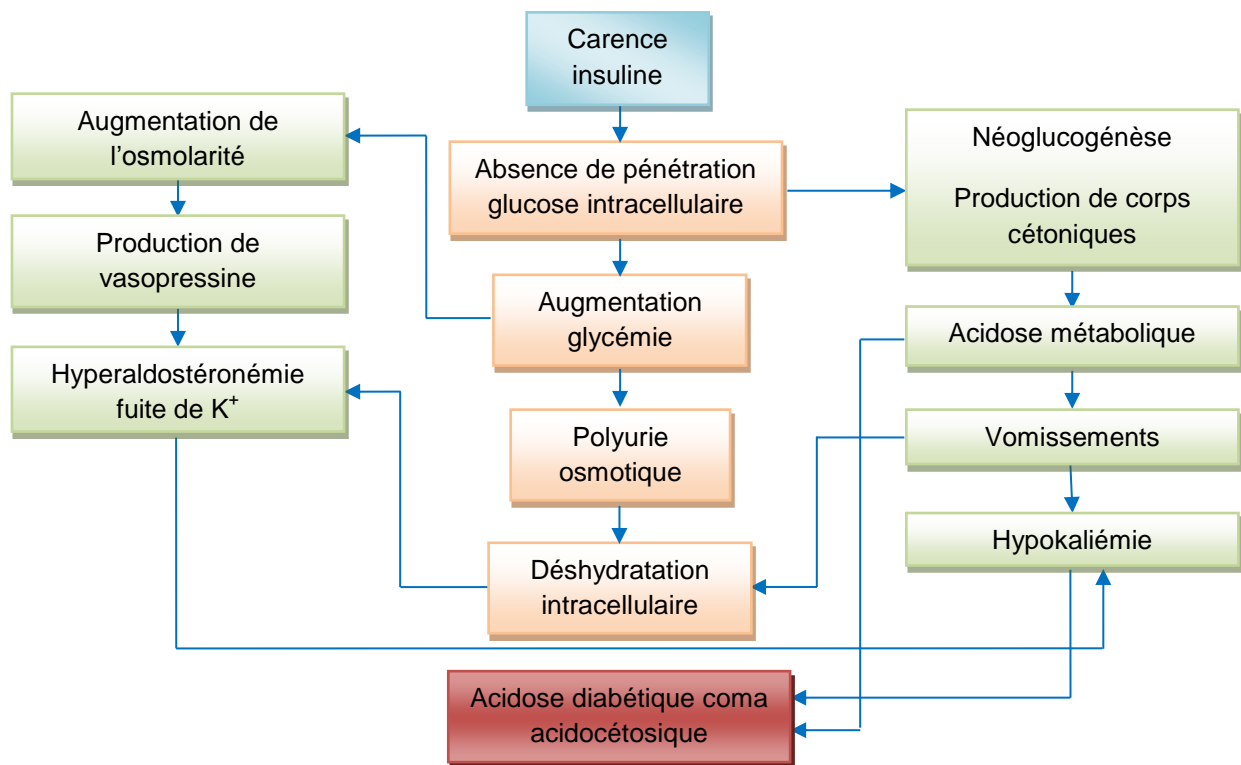 Carence
insuline
Augmentation de
l'osmolarité
Absence de pénétration
glucose intracellulaire
Néoglucogénèse
Production de corps
cétoniques
Production de
vasopressine
Augmentation
glycémie
Acidose métabolique
Hyperaldostéronémie
fuite de K⁺
Polyurie
osmotique
Vomissements
Hypokaliémie
Déshydratation
intracellulaire
Acidose diabétique coma
acidocétosique